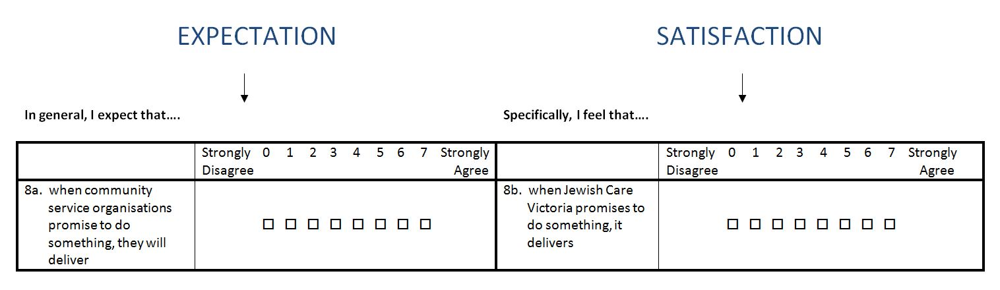 EXPECTATION SATISFACTION
In general, I expect that…. Specifically, I feel that….
Strongly 0 1 2 3 4 5 6 7 Strongly Strongly 0 1 2 3 4 5 6 7 Strongly
Disagree Agree Disagree Agree
8a. when community 8b. when Jewish Care
service organisations Victoria promises to
promise to do do something, it
something, they will delivers
deliver